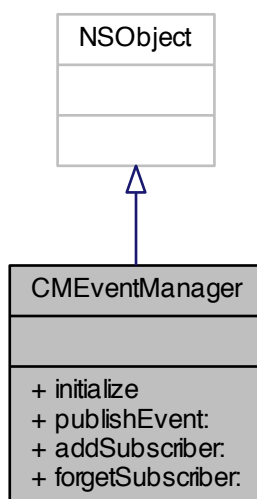 NSObject
CMEventManager
+ initialize
+ publishEvent:
+ addSubscriber:
+ forgetSubscriber: